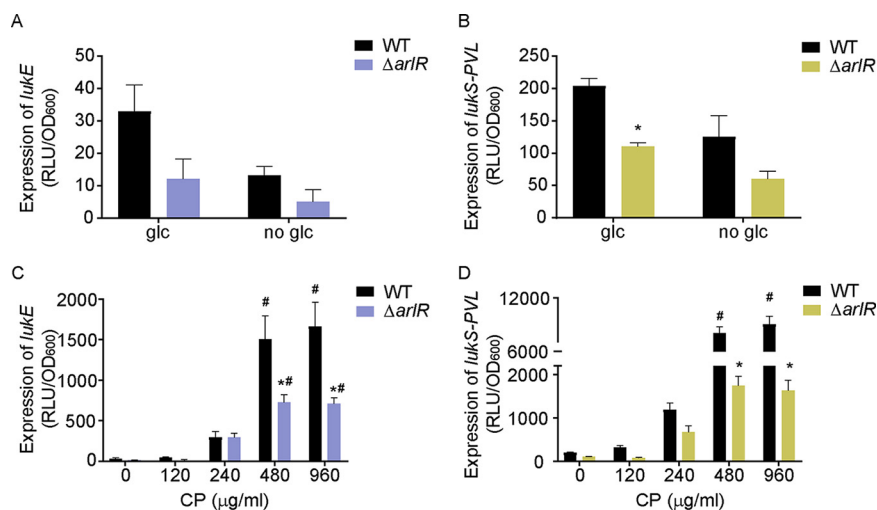 A
Expression of lukE
(RLU/OD600)
40
30
20
10
0
glc
no glc
WT
ΔarlR
B
Expression of lukS-PVL
(RLU/OD600)
250
200
150
100
50
0
*
glc
no glc
WT
ΔarlR
C
Expression of lukE
(RLU/OD600)
2000
1500
1000
500
0
#
#
*#
*#
0
120
240
480
960
CP (µg/ml)
WT
ΔarlR
D
Expression of lukS-PVL
(RLU/OD600)
12000
6000
2000
1000
0
#
#
*
*
0
120
240
480
960
CP (µg/ml)
WT
ΔarlR